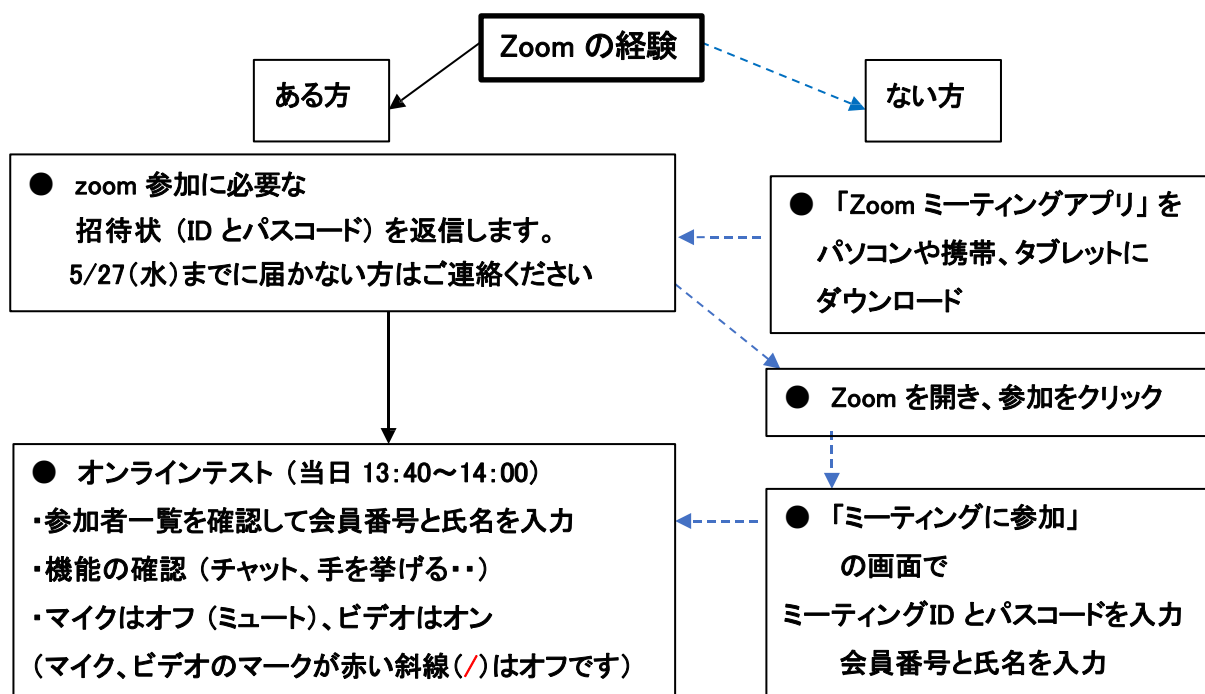 Zoom の経験
ある方
ない方
● zoom 参加に必要な
招待状（ID とパスコード）を返信します。
5/27（水）までに届かない方はご連絡ください
● 「Zoom ミーティングアプリ」を
パソコンや携帯、タブレットに
ダウンロード
● Zoom を開き、参加をクリック
● オンラインテスト（当日 13：40～14：00）
・参加者一覧を確認して会員番号と氏名を入力
・機能の確認（チャット、手を挙げる・・）
・マイクはオフ（ミュート）、ビデオはオン
（マイク、ビデオのマークが赤い斜線（/）はオフです）
● 「ミーティングに参加」
の画面で
ミーティングID とパスコードを入力
会員番号と氏名を入力